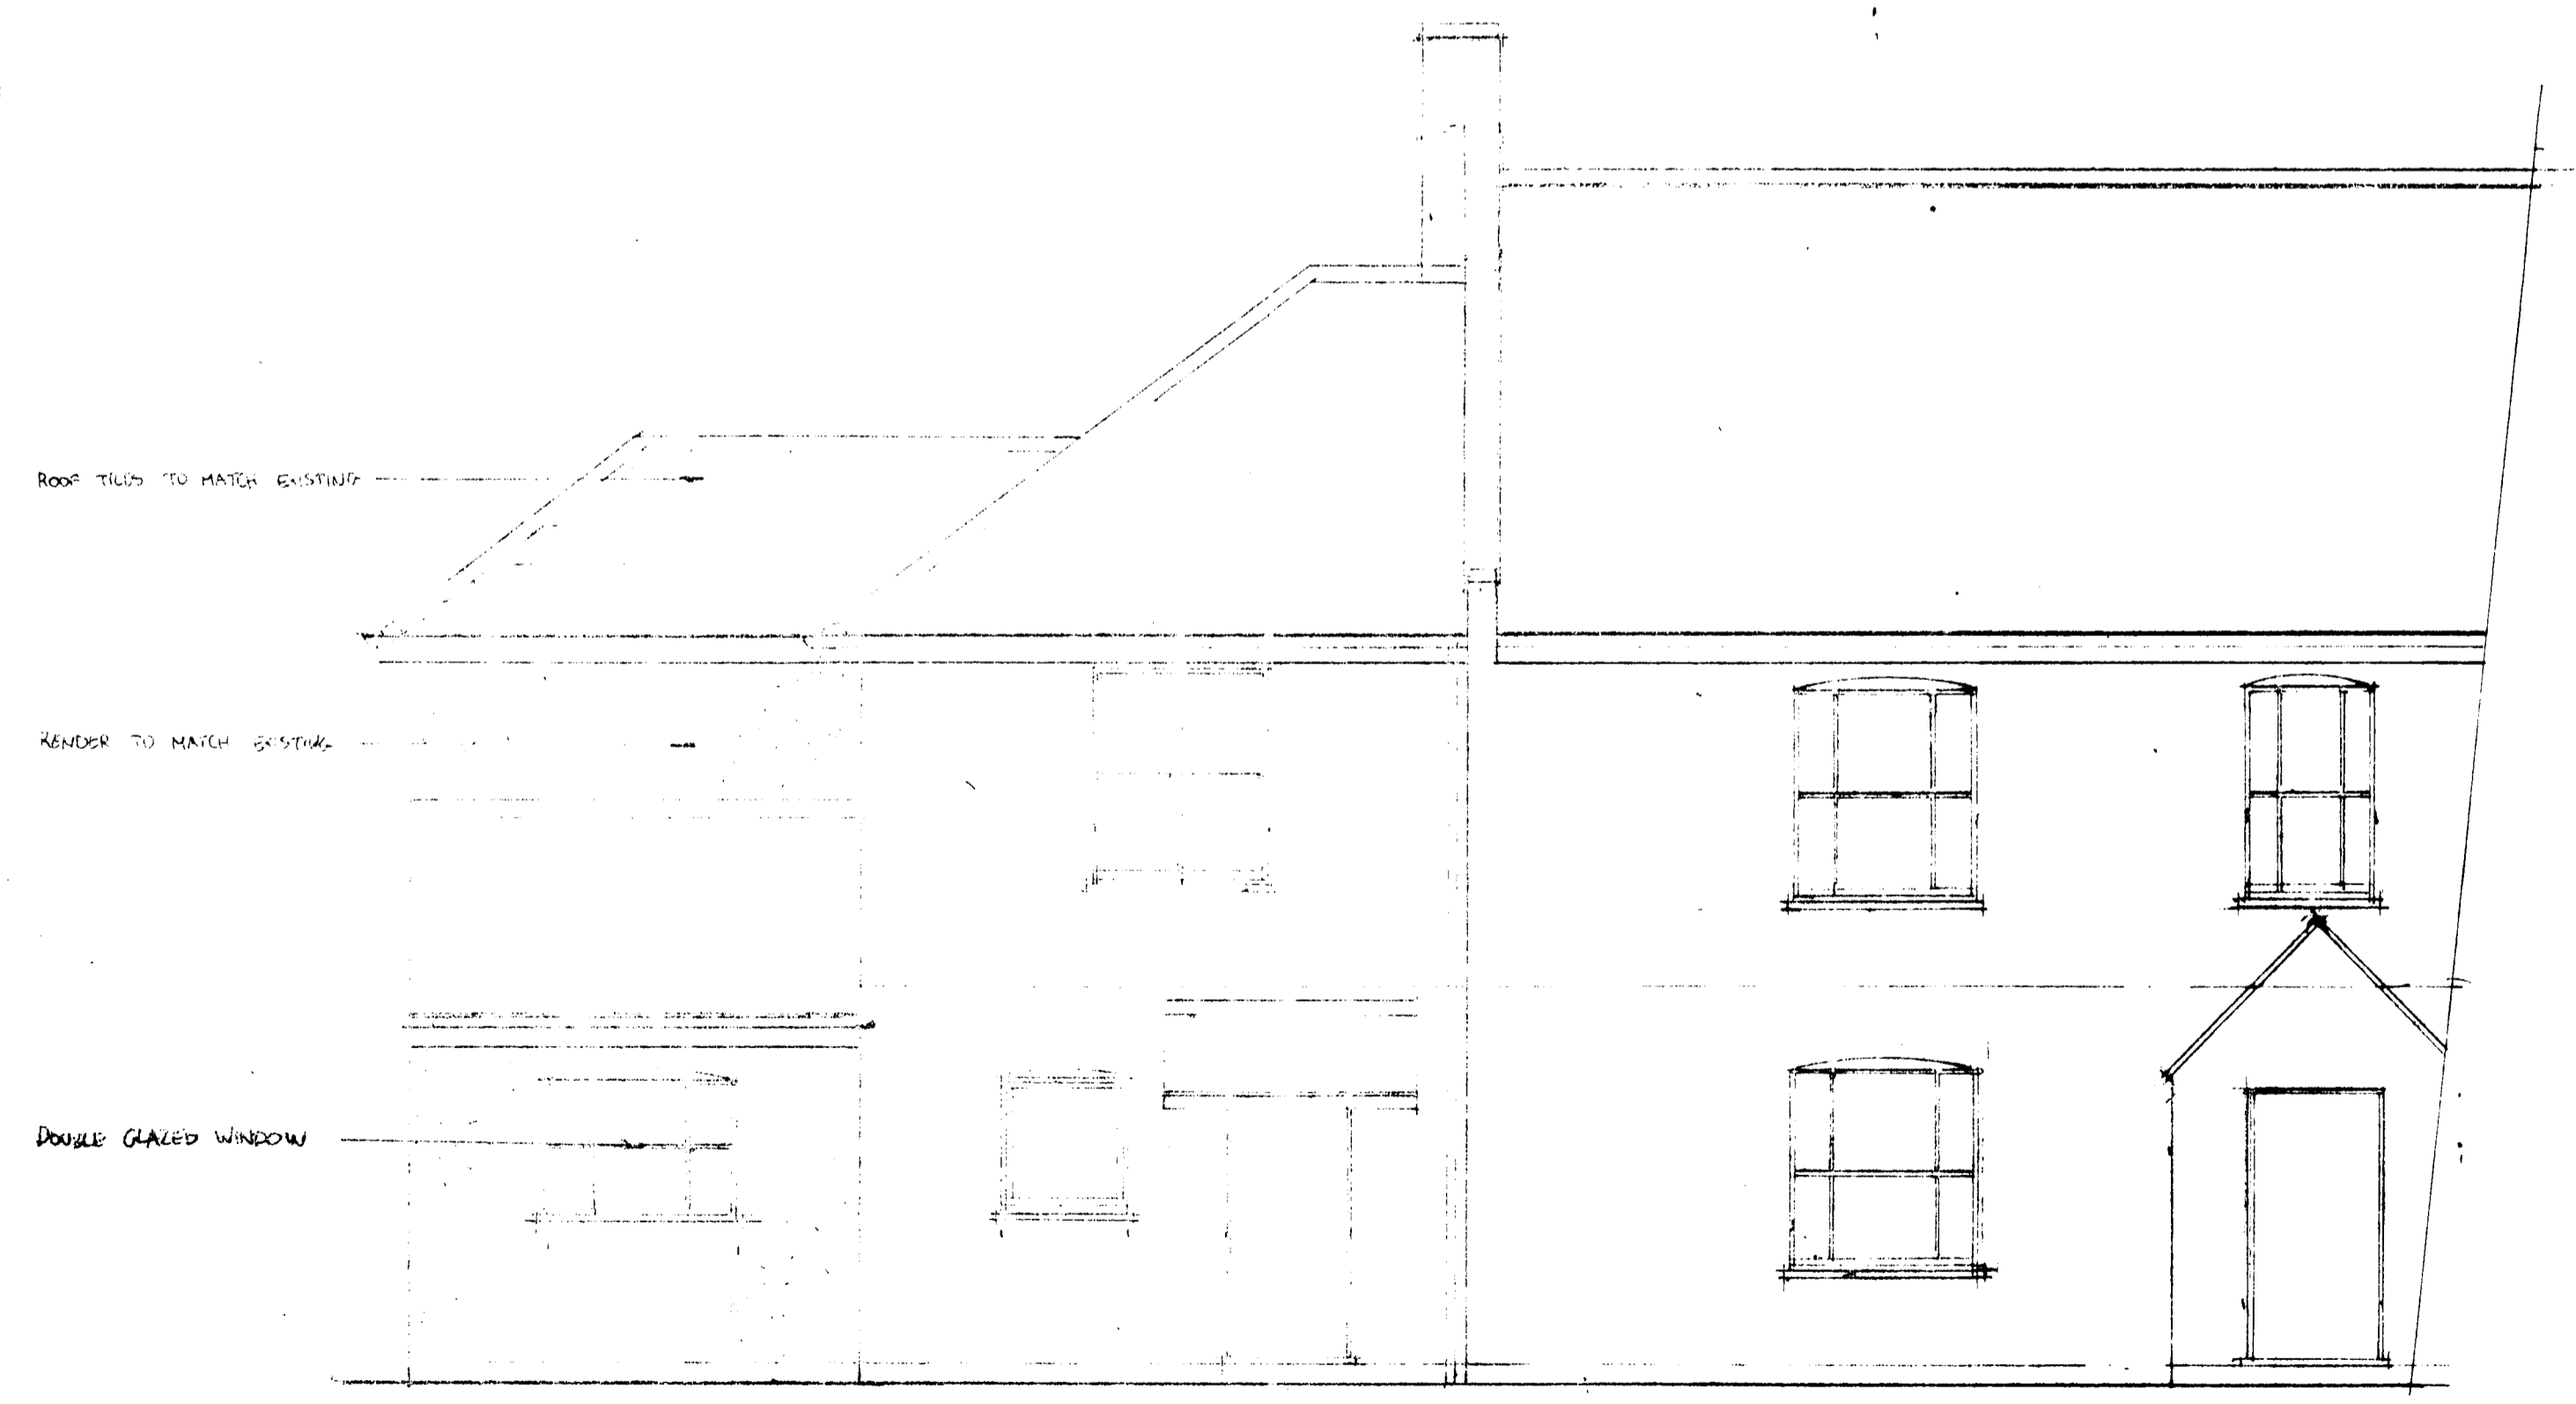 ROOF TILES TO MATCH EXISTING
RENDER TO MATCH EXISTING
DOUBLE GLAZED WINDOW